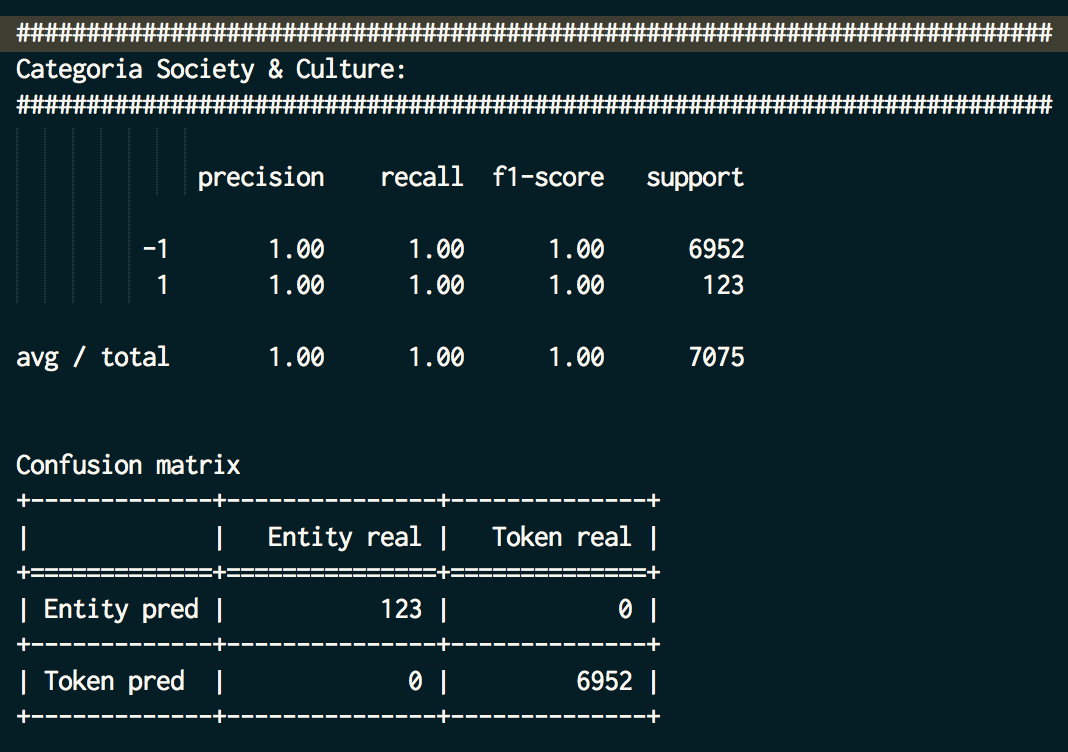 ##########################################################################
Categoria Society & Culture:
##########################################################################
precision recall f1-score support
-1 1.00 1.00 1.00 6952
1 1.00 1.00 1.00 123
avg / total 1.00 1.00 1.00 7075
Confusion matrix
+-------------+---------------+--------------+
| | Entity real | Token real |
+=============+===============+==============+
| Entity pred | 123 | 0 |
+-------------+---------------+--------------+
| Token pred | 0 | 6952 |
+-------------+---------------+--------------+